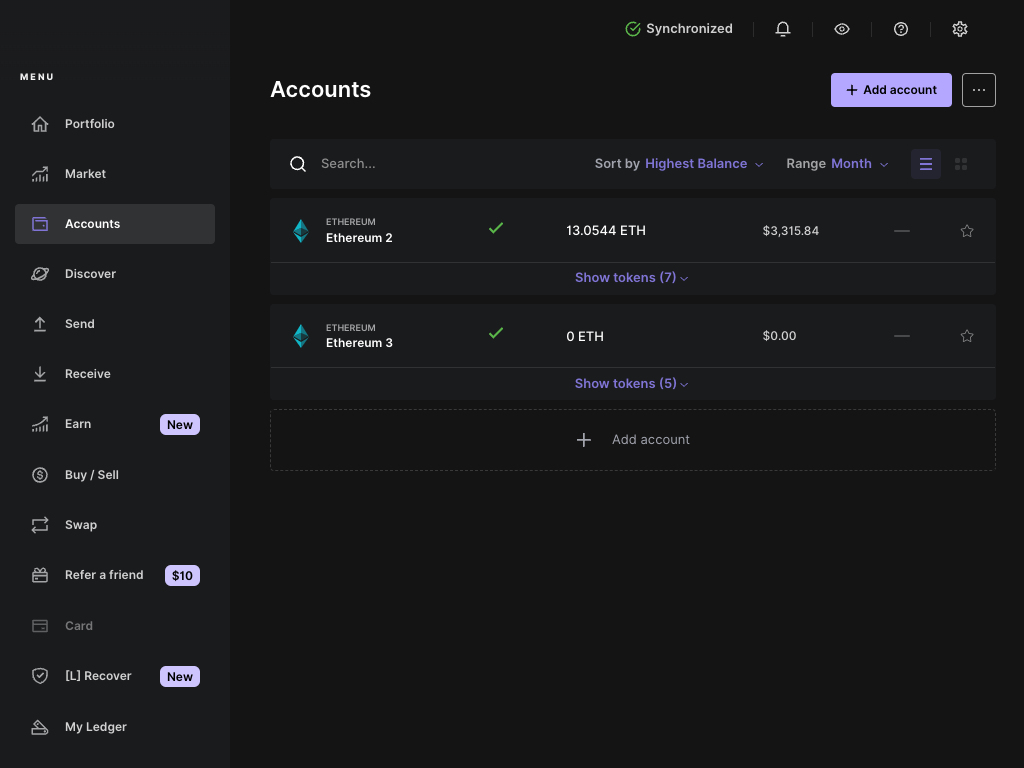 Synchronized
MENU
Portfolio
Market
Accounts
Discover
Send
Receive
Earn New
Buy / Sell
Swap
Refer a friend $10
Card
[L] Recover New
My Ledger
Accounts
+ Add account
Search...
Sort by Highest Balance
Range Month
ETHEREUM
Ethereum 2
13.0544 ETH
$3,315.84
—
Show tokens (7)
ETHEREUM
Ethereum 3
0 ETH
$0.00
—
Show tokens (5)
+ Add account